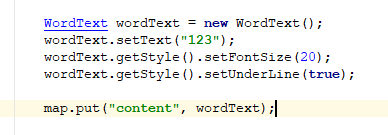 WordText wordText = new WordText();
wordText.setText("123");
wordText.getStyle().setFontSize(20);
wordText.getStyle().setUnderLine(true);
map.put("content", wordText);